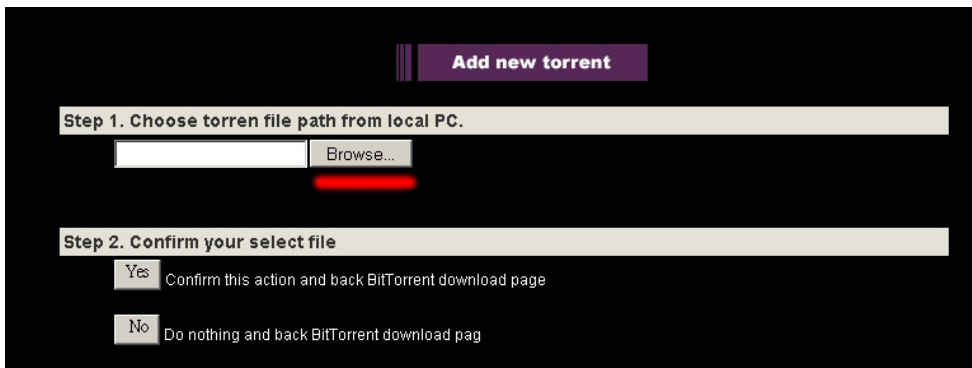 Add new torrent
Step 1. Choose torren file path from local PC.
Browse...
Step 2. Confirm your select file
Yes Confirm this action and back BitTorrent download page
No Do nothing and back BitTorrent download pag